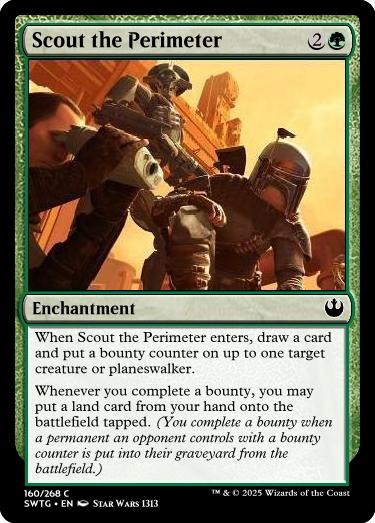 Scout the Perimeter 2
Enchantment
When Scout the Perimeter enters, draw a card
and put a bounty counter on up to one target
creature or planeswalker.
Whenever you complete a bounty, you may
put a land card from your hand onto the
battlefield tapped. (You complete a bounty when
a permanent an opponent controls with a bounty
counter is put into their graveyard from the
battlefield.)
160/268 C
SWTG • EN Star Wars 1313
™ & © 2025 Wizards of the Coast